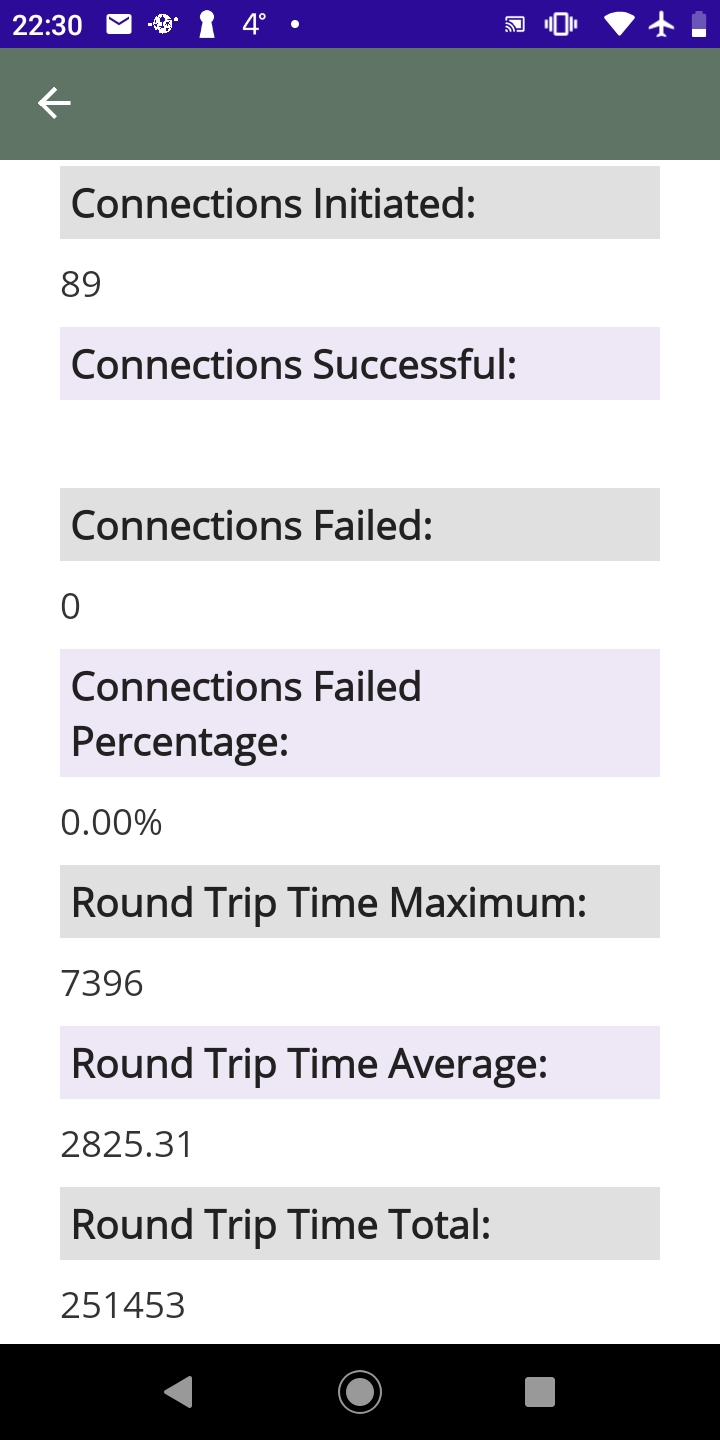 22:30 4°
Connections Initiated:
89
Connections Successful:
Connections Failed:
0
Connections Failed
Percentage:
0.00%
Round Trip Time Maximum:
7396
Round Trip Time Average:
2825.31
Round Trip Time Total:
251453